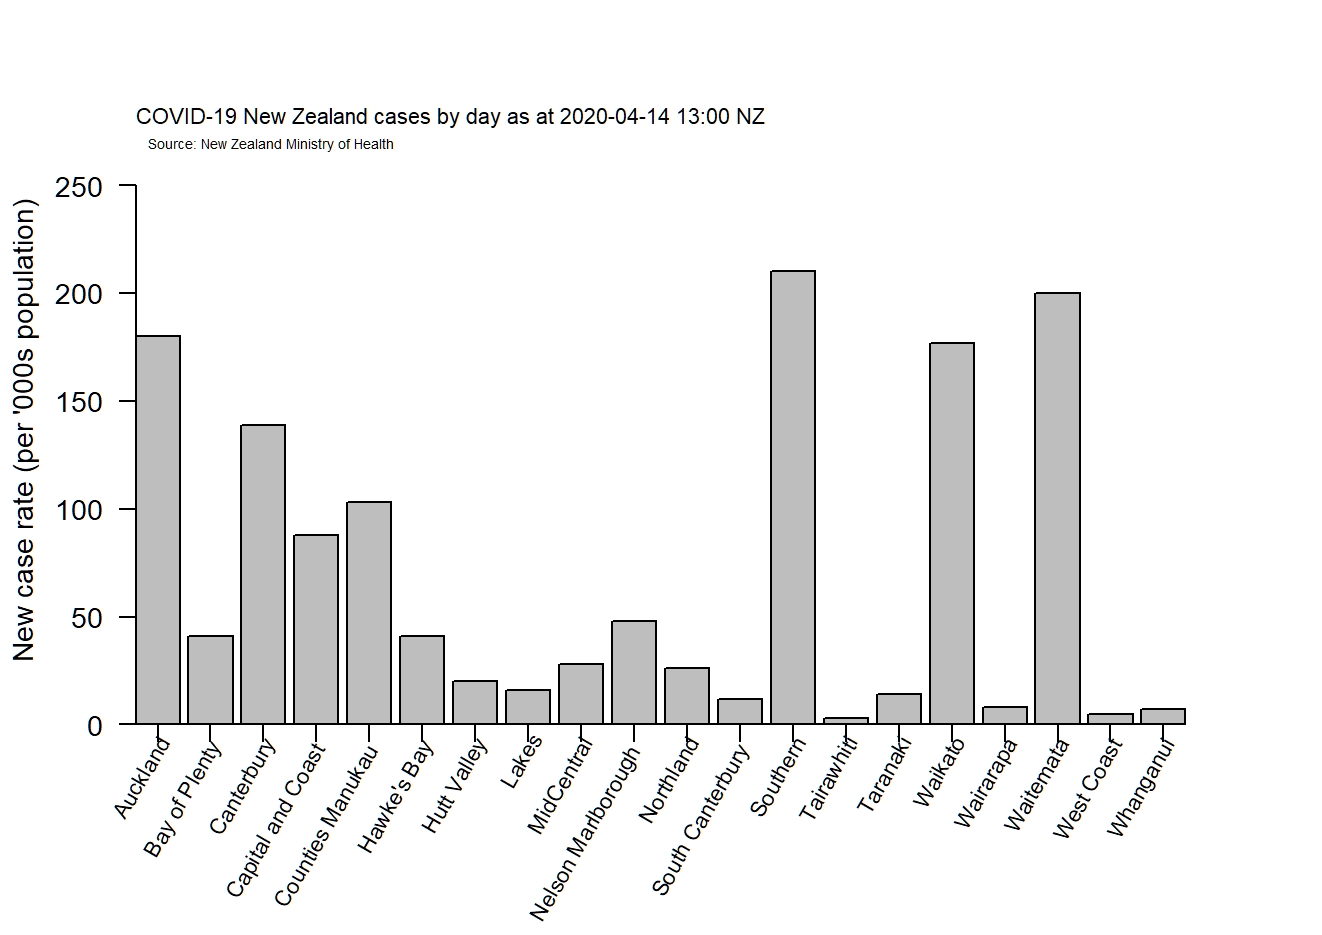 COVID-19 New Zealand cases by day as at 2020-04-14 13:00 NZ
Source: New Zealand Ministry of Health
New case rate (per '000s population)
250
200
150
100
50
0
Auckland
Bay of Plenty
Canterbury
Capital and Coast
Counties Manukau
Hawke's Bay
Hutt Valley
Lakes
MidCentral
Nelson Marlborough
Northland
South Canterbury
Southern
Tairawhiti
Taranaki
Waikato
Wairarapa
Waitemata
West Coast
Whanganui